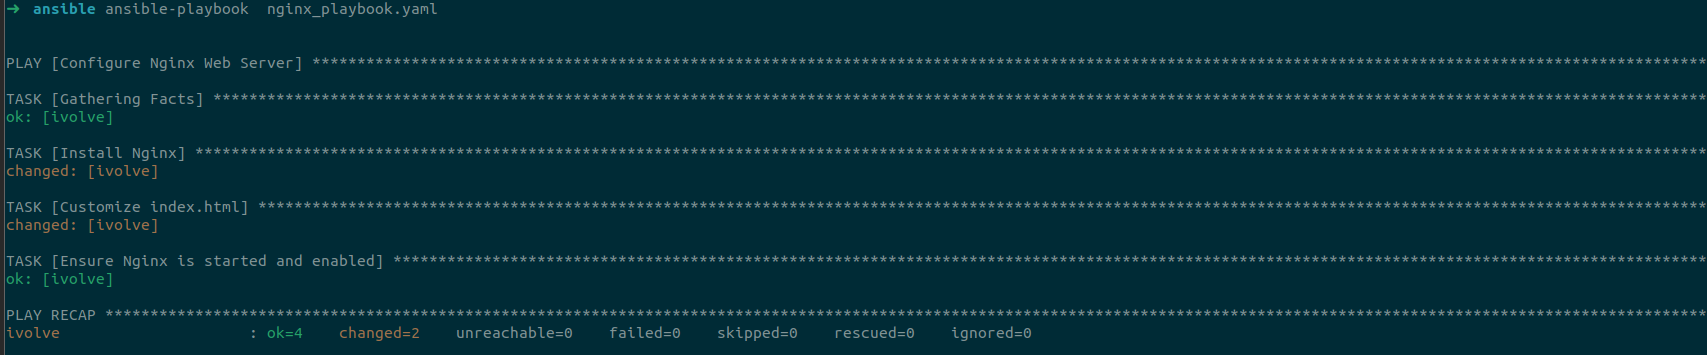 ➜  ansible ansible-playbook  nginx_playbook.yaml
PLAY [Configure Nginx Web Server] ***********************************************************************************************************************************************************
TASK [Gathering Facts] **********************************************************************************************************************************************************************
ok: [ivolve]
TASK [Install Nginx] ************************************************************************************************************************************************************************
changed: [ivolve]
TASK [Customize index.html] *****************************************************************************************************************************************************************
changed: [ivolve]
TASK [Ensure Nginx is started and enabled] **************************************************************************************************************************************************
ok: [ivolve]
PLAY RECAP **********************************************************************************************************************************************************************************
ivolve                     : ok=4    changed=2    unreachable=0    failed=0    skipped=0    rescued=0    ignored=0